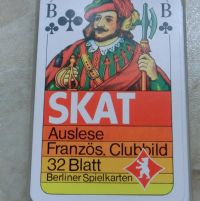 B B
B
SKAT
Auslese
Französ. Clubbild
32 Blatt
Berliner Spielkarten